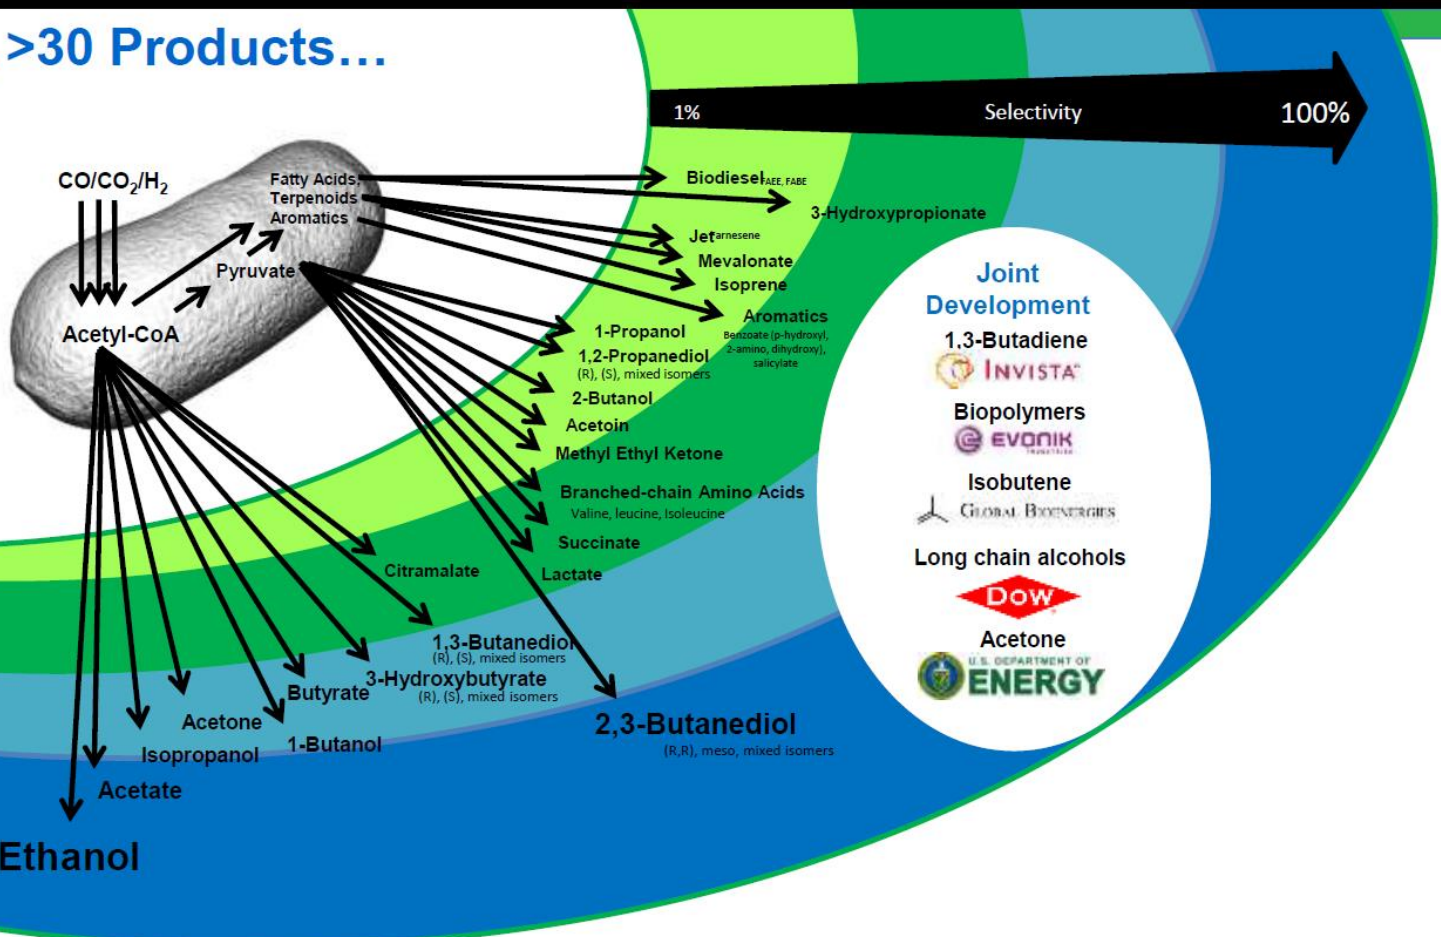 >30 Products…
1% Selectivity 100%
CO/CO2/H2
Fatty Acids,
Terpenoids
Aromatics
Pyruvate
Acetyl-CoA
Biodiesel FAEE, FABE
3-Hydroxypropionate
Jet
Mevalonate
Isoprene
Aromatics
Benzoate (p-hydroxyl,
2-amino, dihydroxy),
salicylate
1-Propanol
1,2-Propanediol
(R), (S), mixed isomers
2-Butanol
Acetoin
Methyl Ethyl Ketone
Branched-chain Amino Acids
Valine, leucine, Isoleucine
Succinate
Lactate
Citramalate
1,3-Butanediol
(R), (S), mixed isomers
3-Hydroxybutyrate
(R), (S), mixed isomers
Butyrate
2,3-Butanediol
(R,R), meso, mixed isomers
Acetone
1-Butanol
Isopropanol
Acetate
Ethanol
Joint
Development
1,3-Butadiene
INVISTA
Biopolymers
EVONIK
INDUSTRIES
Isobutene
GLOBAL BIOENERGIES
Long chain alcohols
DOW
Acetone
U.S. DEPARTMENT OF
ENERGY